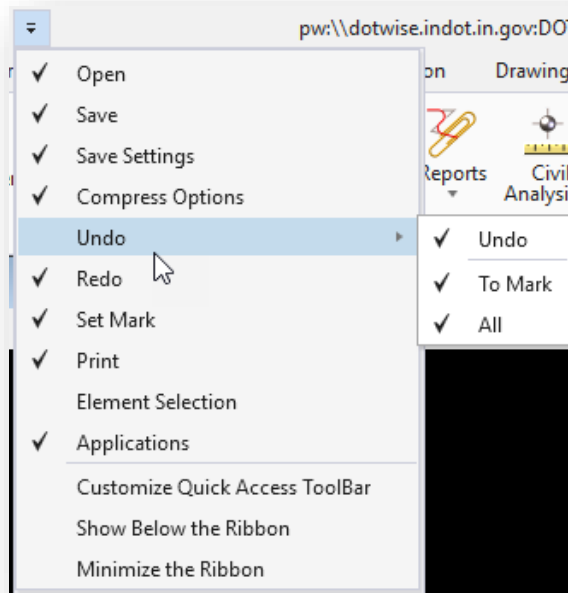 pw:\\dotwise.indot.in.gov:DOT
on Drawing
Open
Save
Save Settings
Compress Options
Reports
Civil
Analysi
Undo
Undo
Redo
To Mark
Set Mark
All
Print
Element Selection
Applications
Customize Quick Access ToolBar
Show Below the Ribbon
Minimize the Ribbon